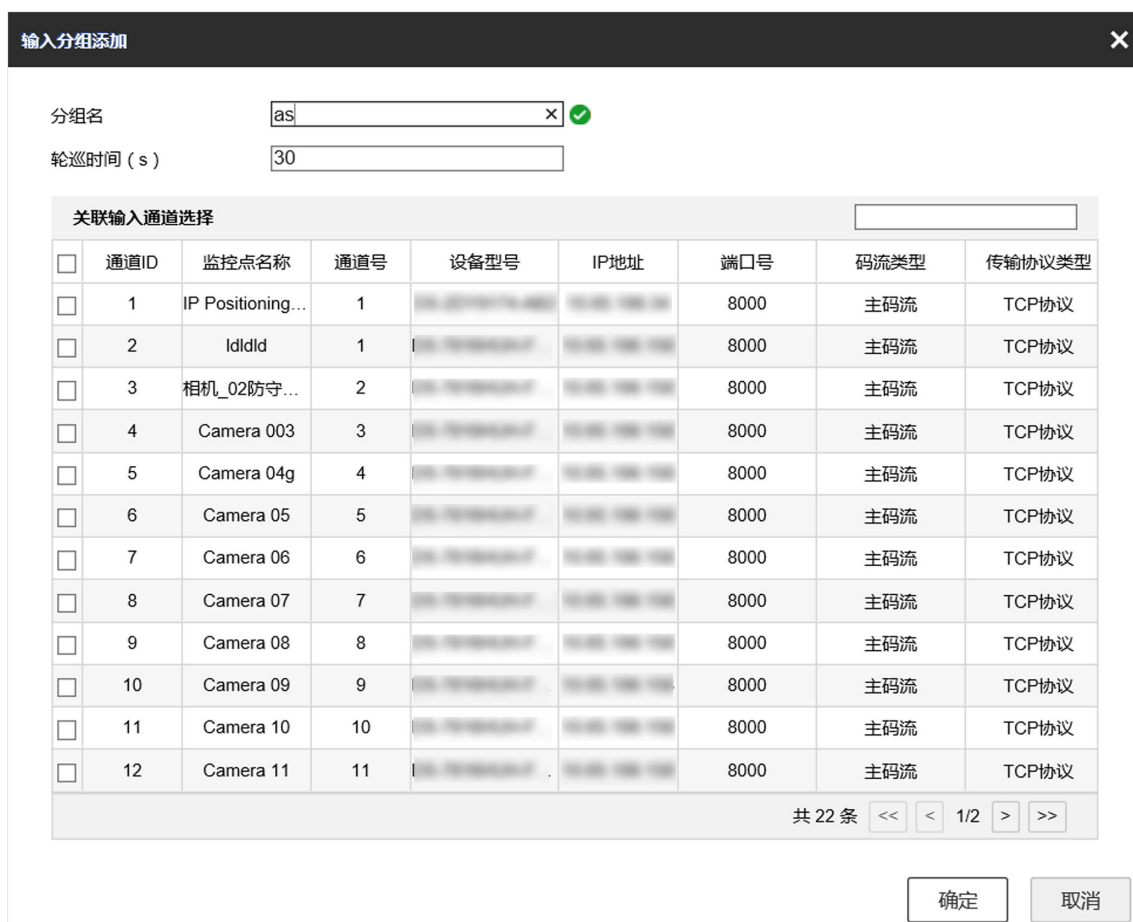 输入分组添加
分组名 as
轮巡时间 ( s ) 30
关联输入通道选择
通道ID 监控点名称 通道号 设备型号 IP地址 端口号 码流类型 传输协议类型
1 IP Positioning... 1 8000 主码流 TCP协议
2 ldldld 1 8000 主码流 TCP协议
3 相机_02防守... 2 8000 主码流 TCP协议
4 Camera 003 3 8000 主码流 TCP协议
5 Camera 04g 4 8000 主码流 TCP协议
6 Camera 05 5 8000 主码流 TCP协议
7 Camera 06 6 8000 主码流 TCP协议
8 Camera 07 7 8000 主码流 TCP协议
9 Camera 08 8 8000 主码流 TCP协议
10 Camera 09 9 8000 主码流 TCP协议
11 Camera 10 10 8000 主码流 TCP协议
12 Camera 11 11 8000 主码流 TCP协议
共 22 条 << < 1/2 > >>
确定 取消